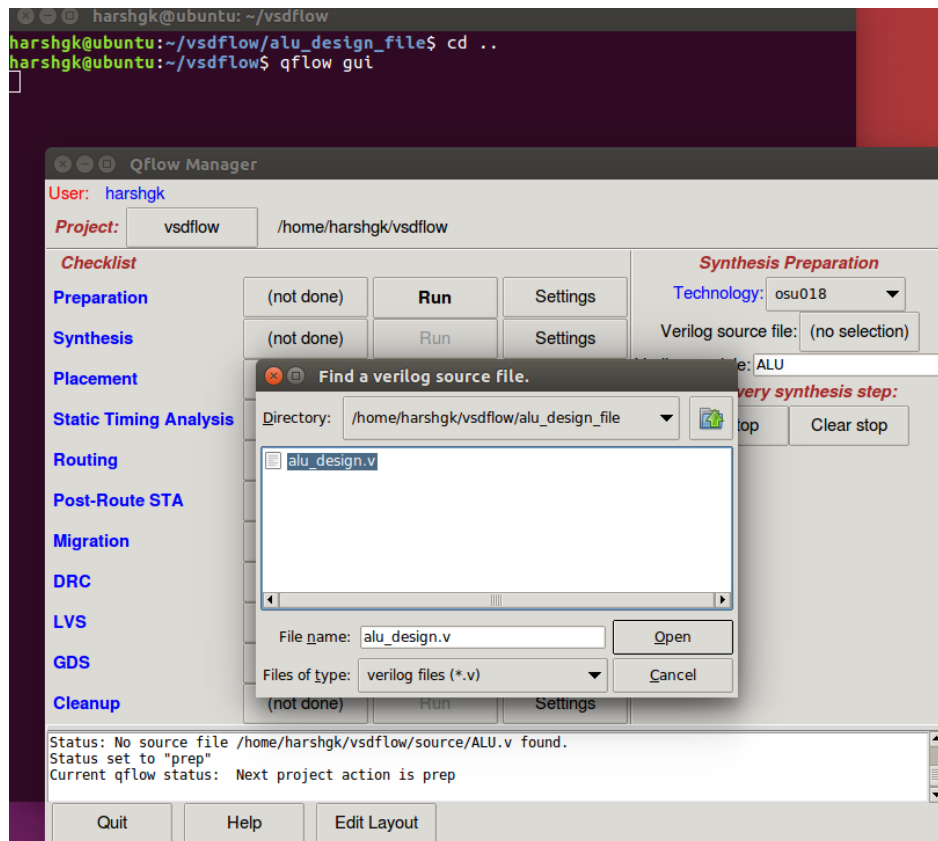 harshgk@ubuntu: ~/vsdflow
harshgk@ubuntu:~/vsdflow/alu_design_file$ cd ..
harshgk@ubuntu:~/vsdflow$ qflow gui
Qflow Manager
User: harshgk
Project: vsdflow /home/harshgk/vsdflow
Checklist
Preparation (not done) Run Settings
Synthesis (not done) Run Settings
Placement
Static Timing Analysis
Routing
Post-Route STA
Migration
DRC
LVS
GDS
Cleanup (not done) Run Settings
Synthesis Preparation
Technology: osu018
Verilog source file: (no selection)
ALU
very synthesis step:
Clear stop
Find a verilog source file.
Directory: /home/harshgk/vsdflow/alu_design_file
alu_design.v
File name: alu_design.v Open
Files of type: verilog files (*.v) Cancel
Status: No source file /home/harshgk/vsdflow/source/ALU.v found.
Status set to "prep"
Current qflow status: Next project action is prep
Quit Help Edit Layout